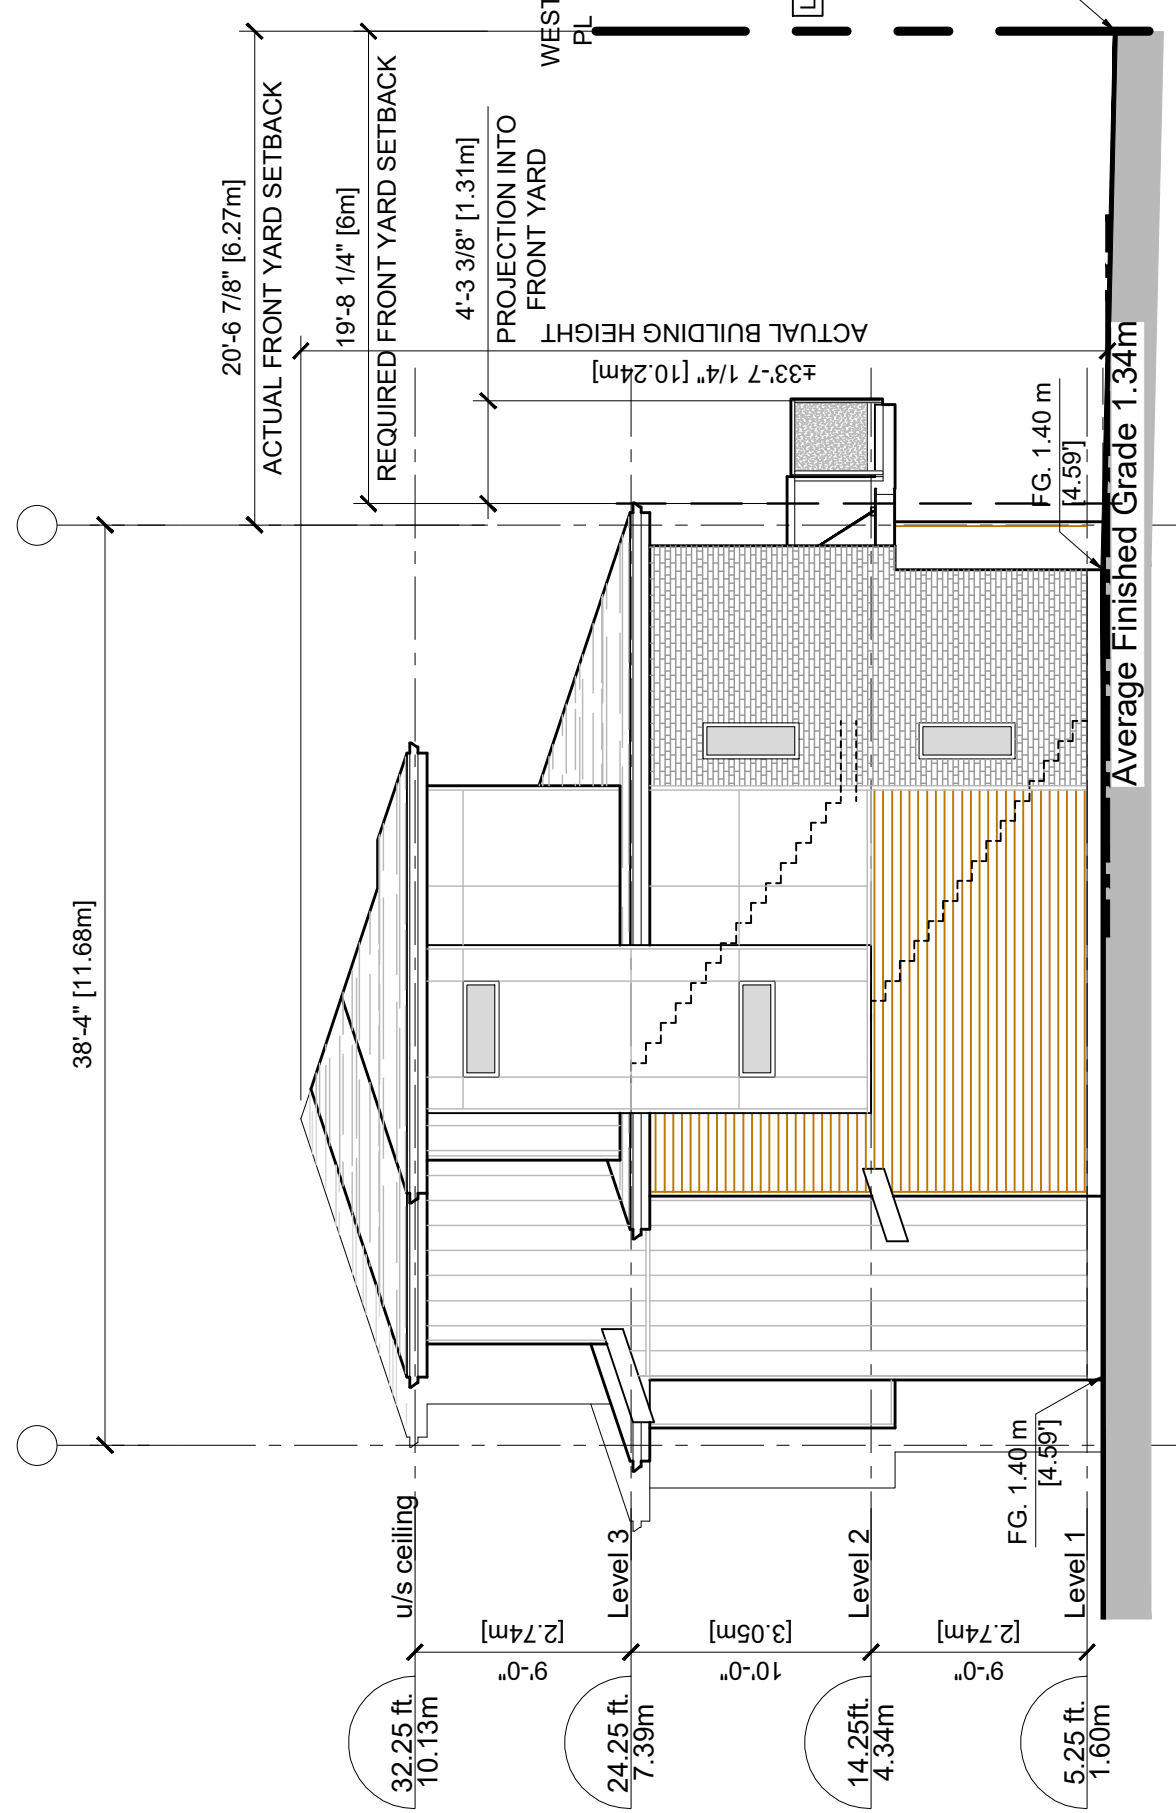 38'-4" [11.68m]
20'-6 7/8" [6.27m]
ACTUAL FRONT YARD SETBACK
19'-8 1/4" [6m]
REQUIRED FRONT YARD SETBACK
4'-3 3/8" [1.31m]
PROJECTION INTO
FRONT YARD
WEST
PL
L
ACTUAL BUILDING HEIGHT
±33'-7 1/4" [10.24m]
32.25 ft.
10.13m
u/s ceiling
9'-0"
[2.74m]
24.25 ft.
7.39m
Level 3
10'-0"
[3.05m]
14.25ft.
4.34m
Level 2
9'-0"
[2.74m]
5.25 ft.
1.60m
Level 1
FG. 1.40 m
[4.59']
FG. 1.40 m
[4.59']
Average Finished Grade 1.34m